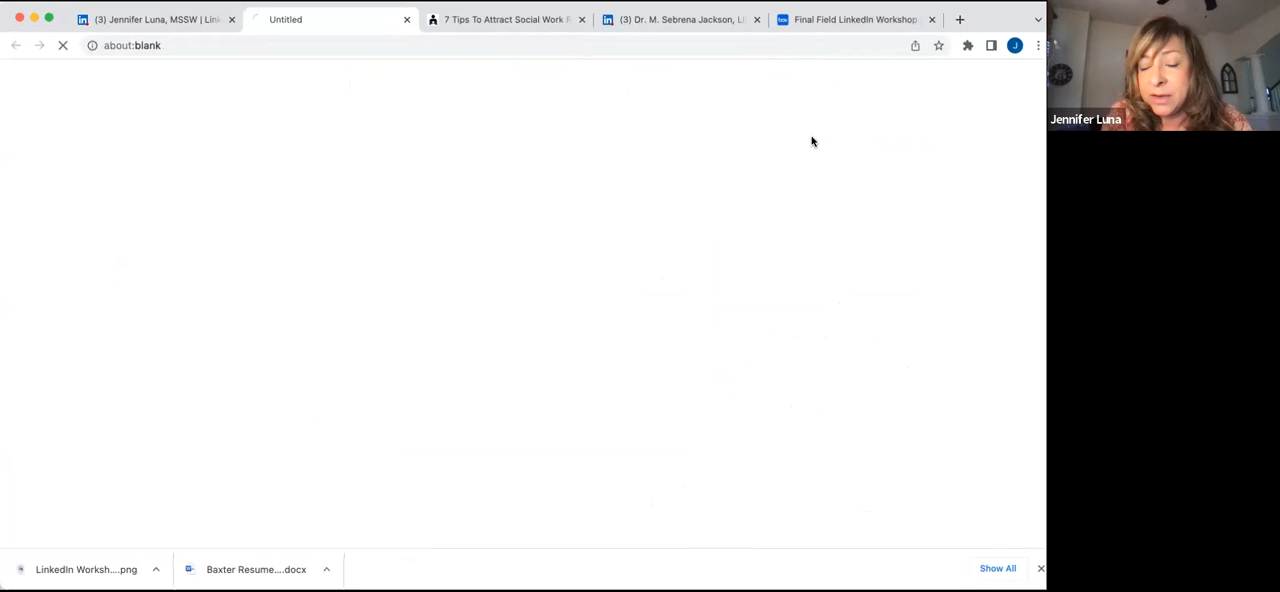 (3) Jennifer Luna, MSSW | Link
Untitled
7 Tips To Attract Social Work
(3) Dr. M. Sebrena Jackson, LI
Final Field LinkedIn Workshop
about:blank
J
Jennifer Luna
LinkedIn Worksh....png
Baxter Resume....docx
Show All